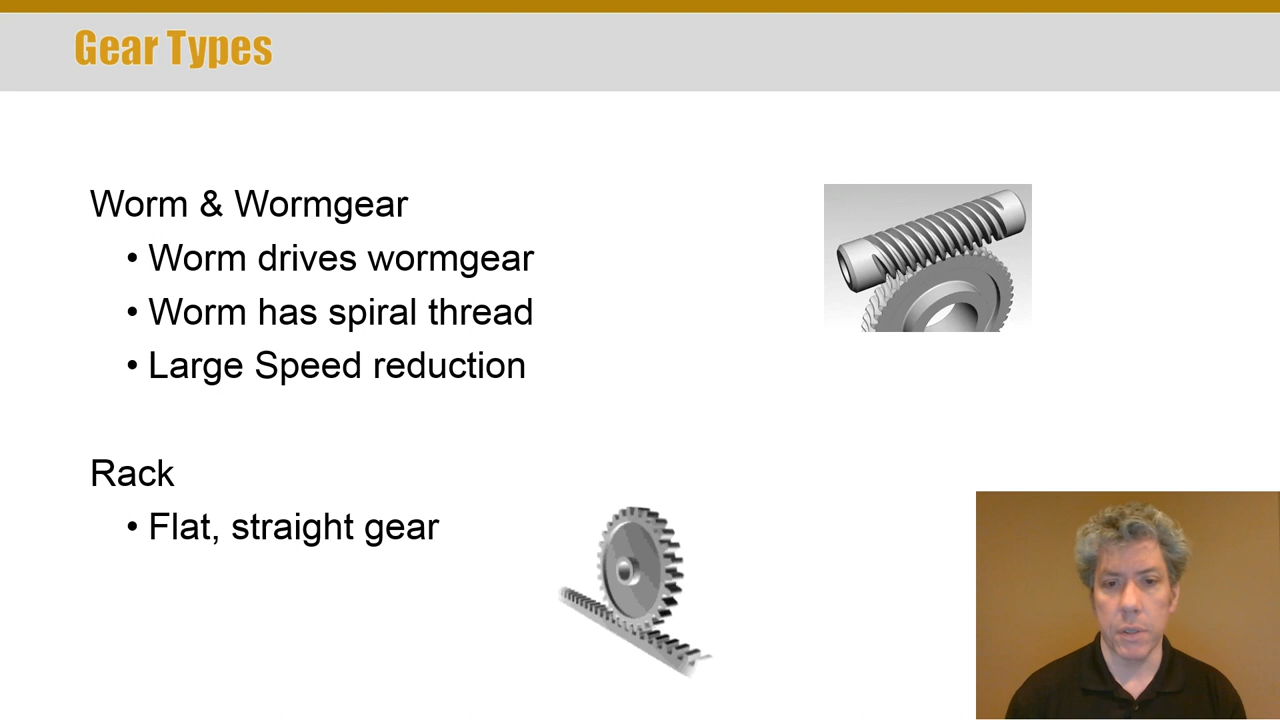 Gear Types
Worm & Wormgear
• Worm drives wormgear
• Worm has spiral thread
• Large Speed reduction
Rack
• Flat, straight gear